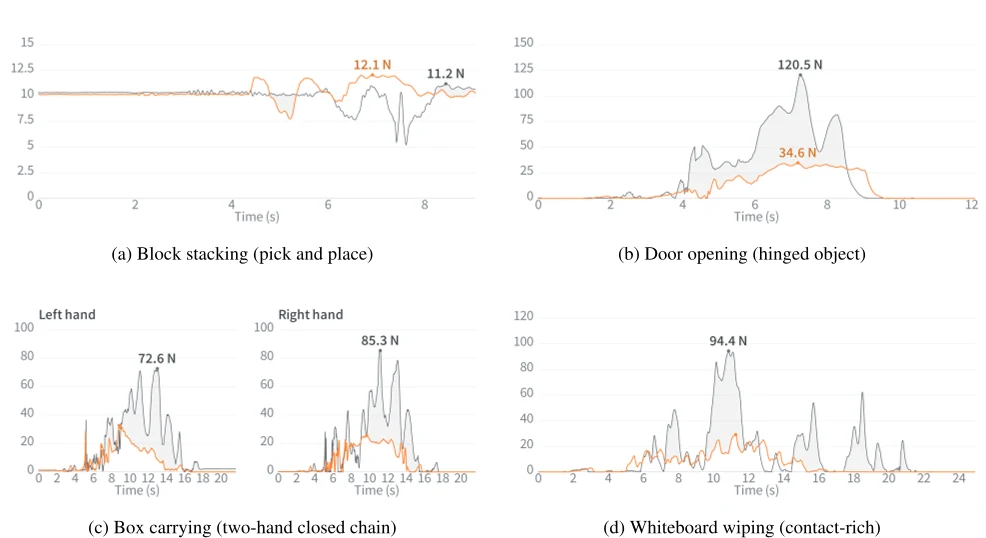 15
12.5
10
7.5
5
2.5
0
12.1 N
11.2 N
0 2 4 6 8
Time (s)
(a) Block stacking (pick and place)
150
125
100
75
50
25
0
120.5 N
34.6 N
0 2 4 6 8 10 12
Time (s)
(b) Door opening (hinged object)
Left hand
100
80
60
40
20
0
72.6 N
0 2 4 6 8 10 12 14 16 18 20
Time (s)
Right hand
100
80
60
40
20
0
85.3 N
0 2 4 6 8 10 12 14 16 18 20
Time (s)
(c) Box carrying (two-hand closed chain)
120
100
80
60
40
20
0
94.4 N
0 2 4 6 8 10 12 14 16 18 20 22 24
Time (s)
(d) Whiteboard wiping (contact-rich)